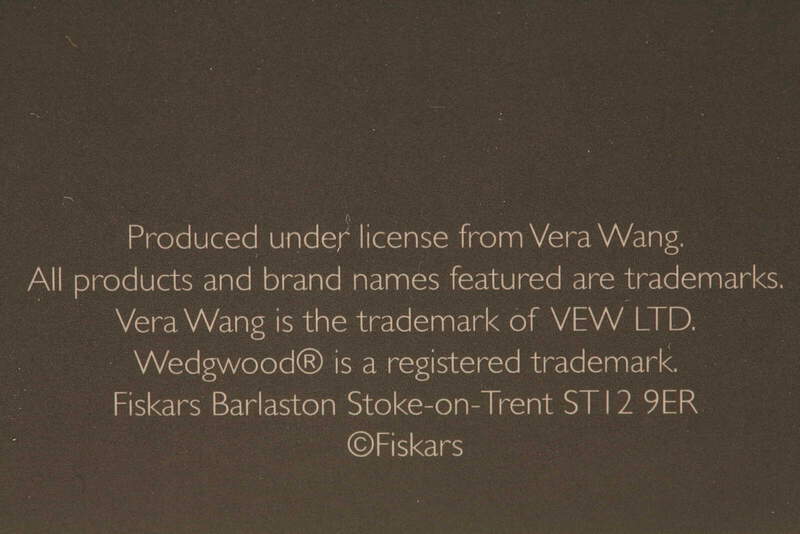 Produced under license from Vera Wang.
All products and brand names featured are trademarks.
Vera Wang is the trademark of VEW LTD.
Wedgwood® is a registered trademark.
Fiskars Barlaston Stoke-on-Trent ST12 9ER
©Fiskars